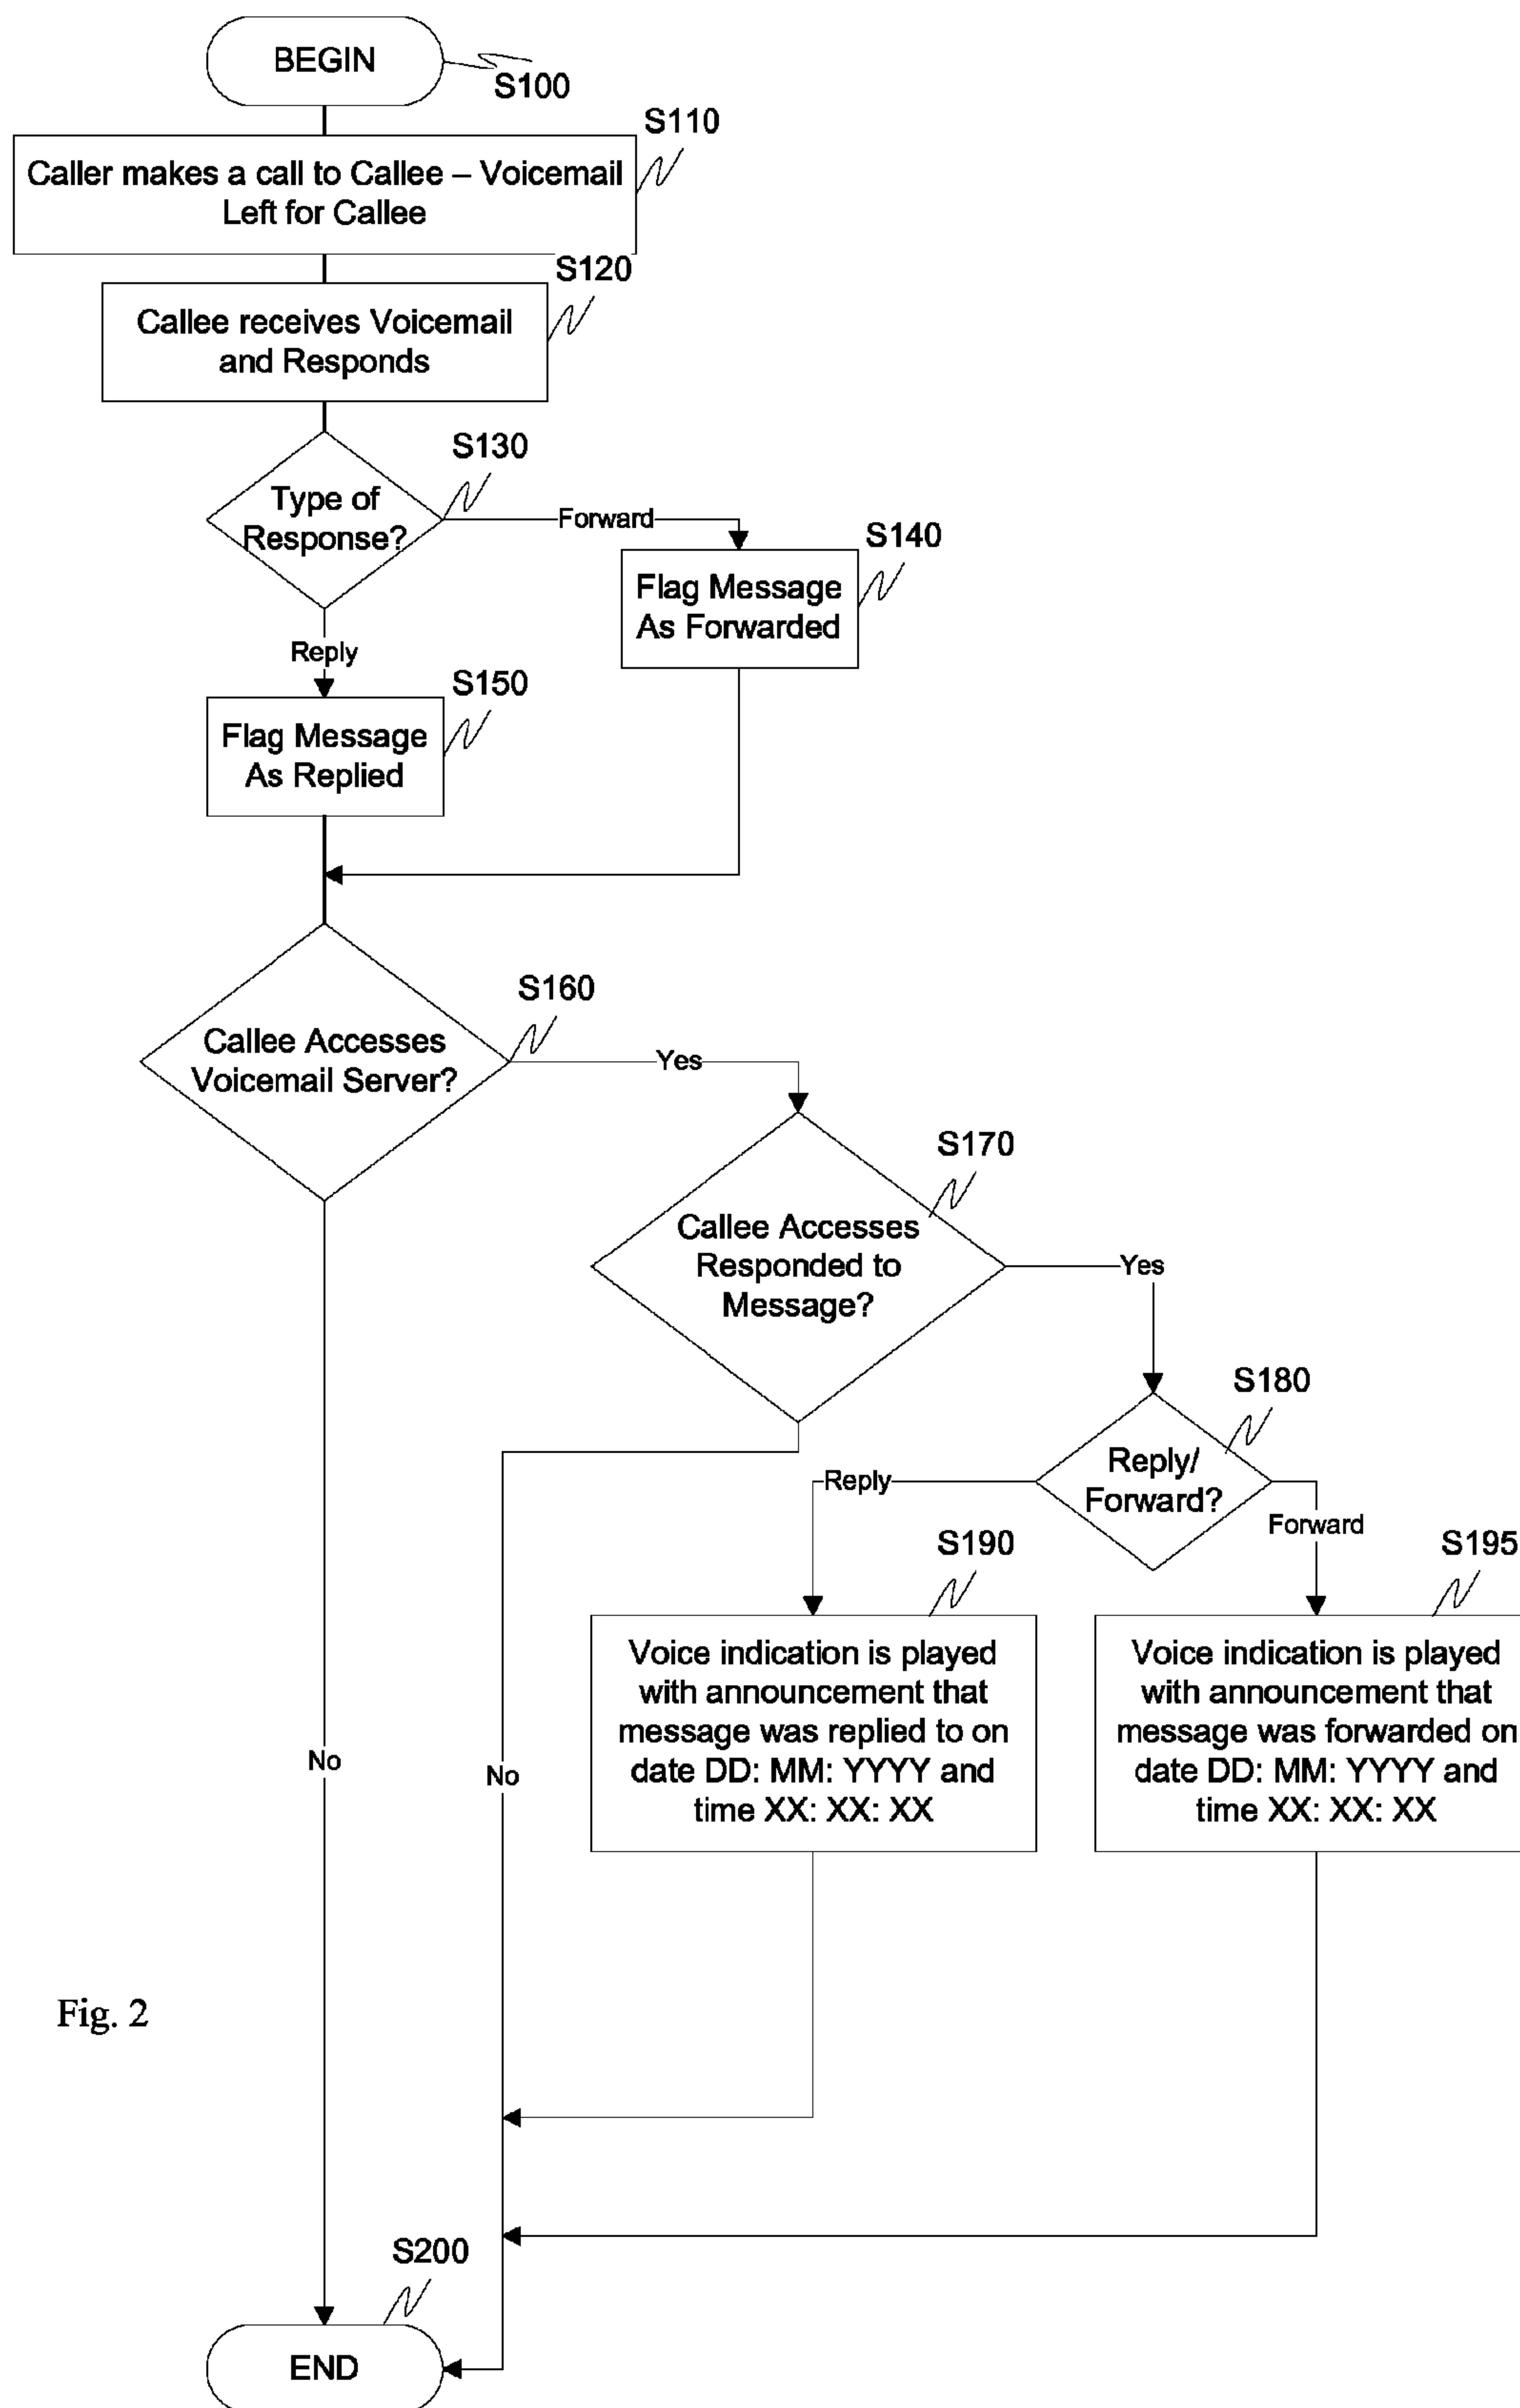 BEGIN
S100
S110
Caller makes a call to Callee – Voicemail
Left for Callee
S120
Callee receives Voicemail
and Responds
S130
Type of
Response?
Forward
S140
Flag Message
As Forwarded
Reply
S150
Flag Message
As Replied
S160
Callee Accesses
Voicemail Server?
Yes
S170
Callee Accesses
Responded to
Message?
Yes
S180
Reply/
Forward?
Reply
Forward
S190
Voice indication is played
with announcement that
message was replied to on
date DD: MM: YYYY and
time XX: XX: XX
S195
Voice indication is played
with announcement that
message was forwarded on
date DD: MM: YYYY and
time XX: XX: XX
No
No
Fig. 2
S200
END